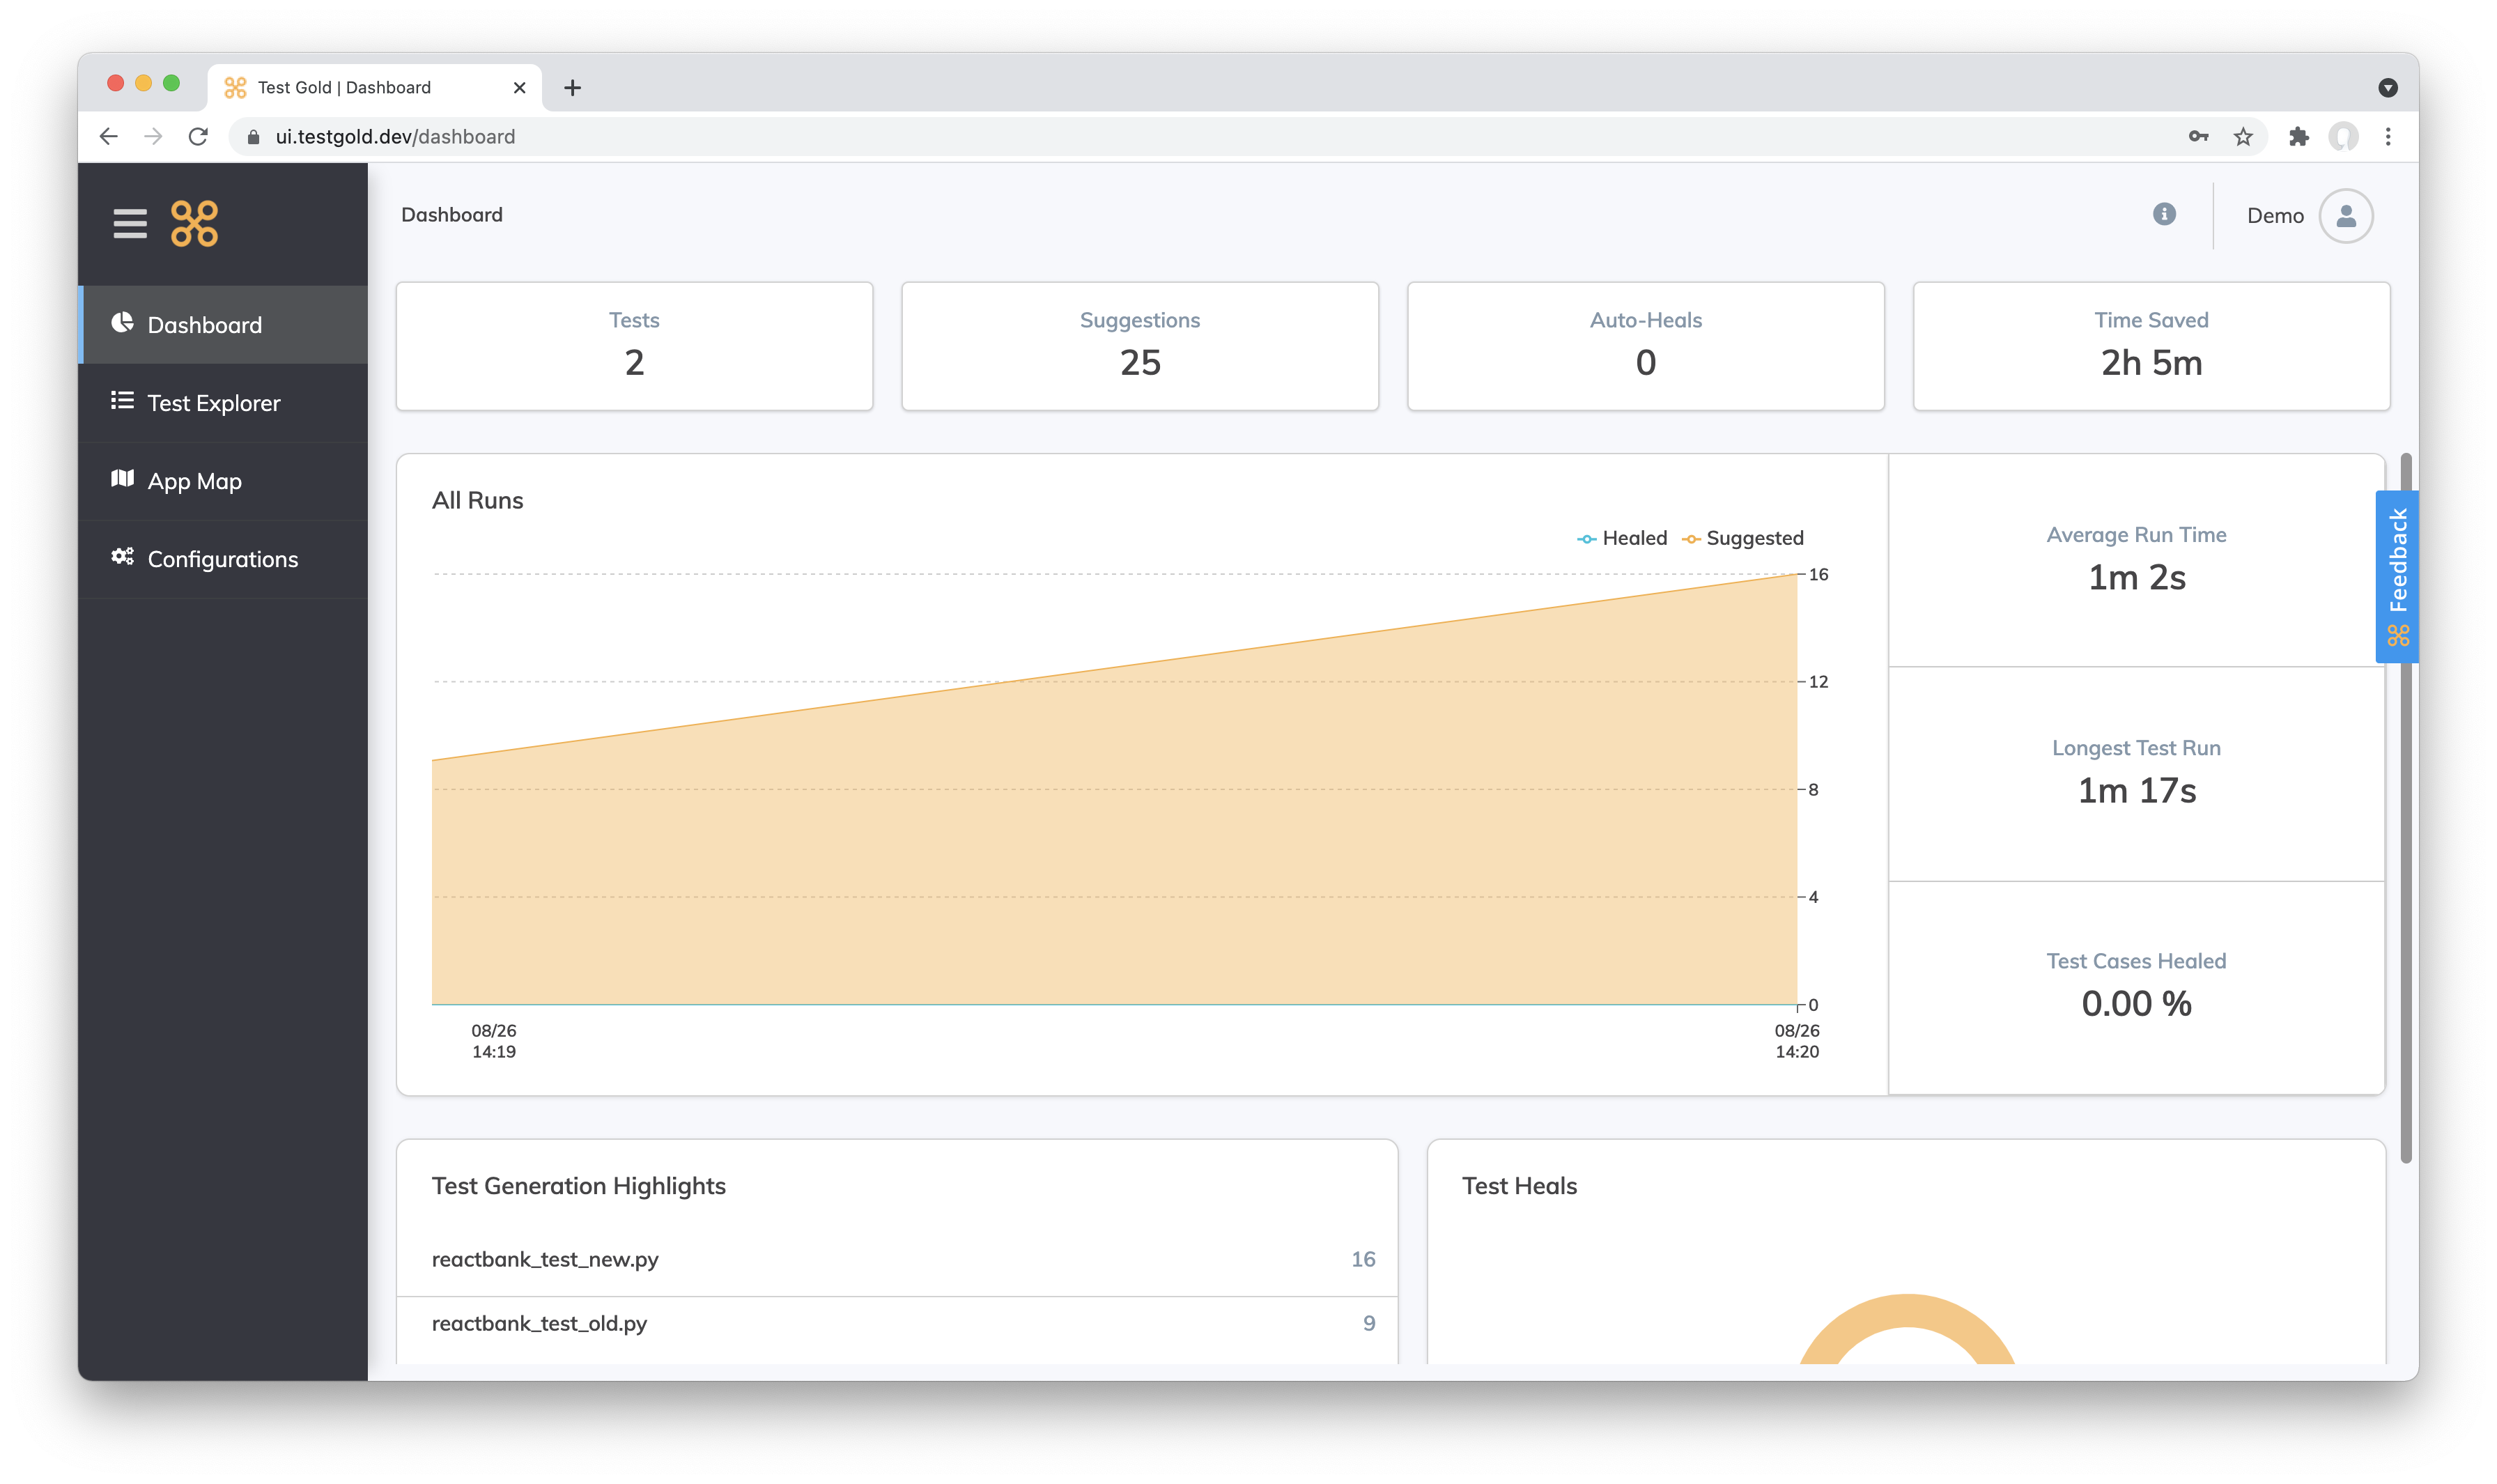 Test Gold | Dashboard
ui.testgold.dev/dashboard
Dashboard
Demo
Dashboard
Test Explorer
App Map
Configurations
Tests
2
Suggestions
25
Auto-Heals
0
Time Saved
2h 5m
All Runs
Healed
Suggested
16
12
8
4
0
08/26
14:19
08/26
14:20
Average Run Time
1m 2s
Longest Test Run
1m 17s
Test Cases Healed
0.00 %
Feedback
Test Generation Highlights
reactbank_test_new.py 16
reactbank_test_old.py 9
Test Heals